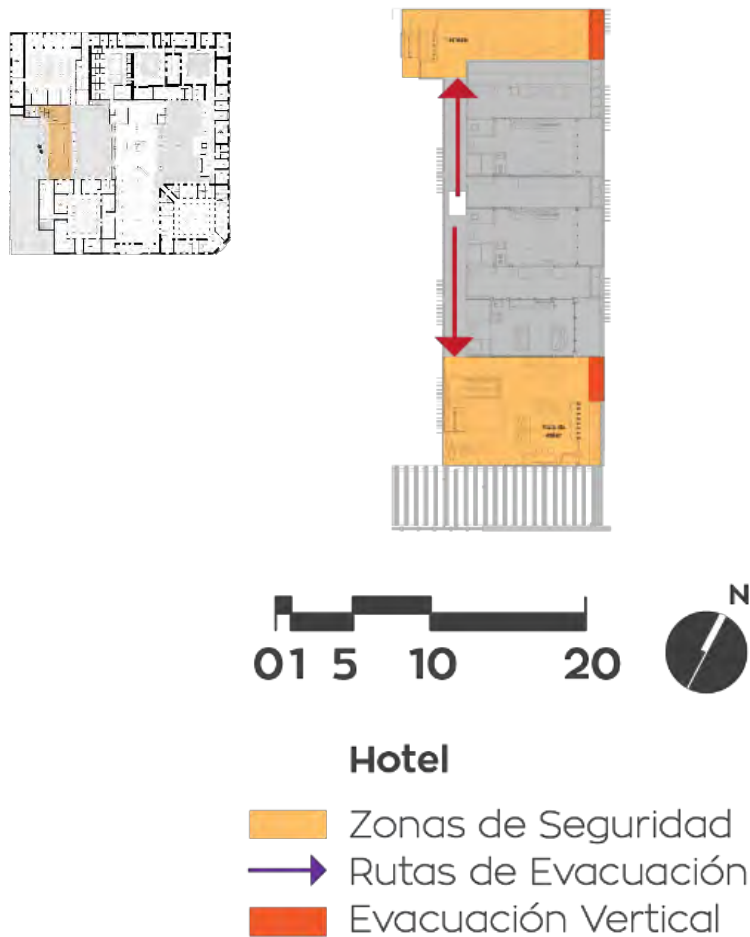 N
0 1 5 10 20
Hotel
Zonas de Seguridad
Rutas de Evacuación
Evacuación Vertical